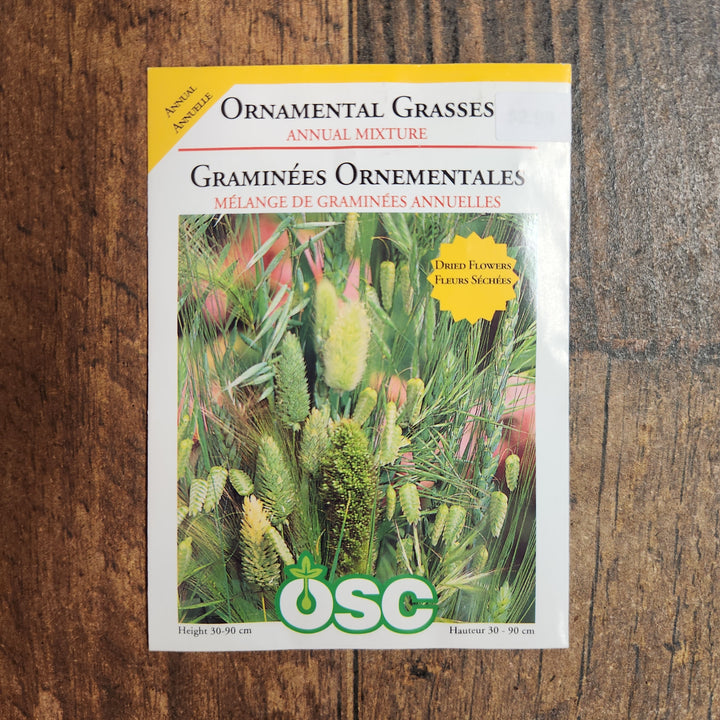 ANNUAL
ANNUELLE
ORNAMENTAL GRASSES
ANNUAL MIXTURE
GRAMINÉES ORNEMENTALES
MÉLANGE DE GRAMINÉES ANNUELLES
DRIED FLOWERS
FLEURS SÉCHÉES
OSC
Height 30-90 cm
Hauteur 30 - 90 cm